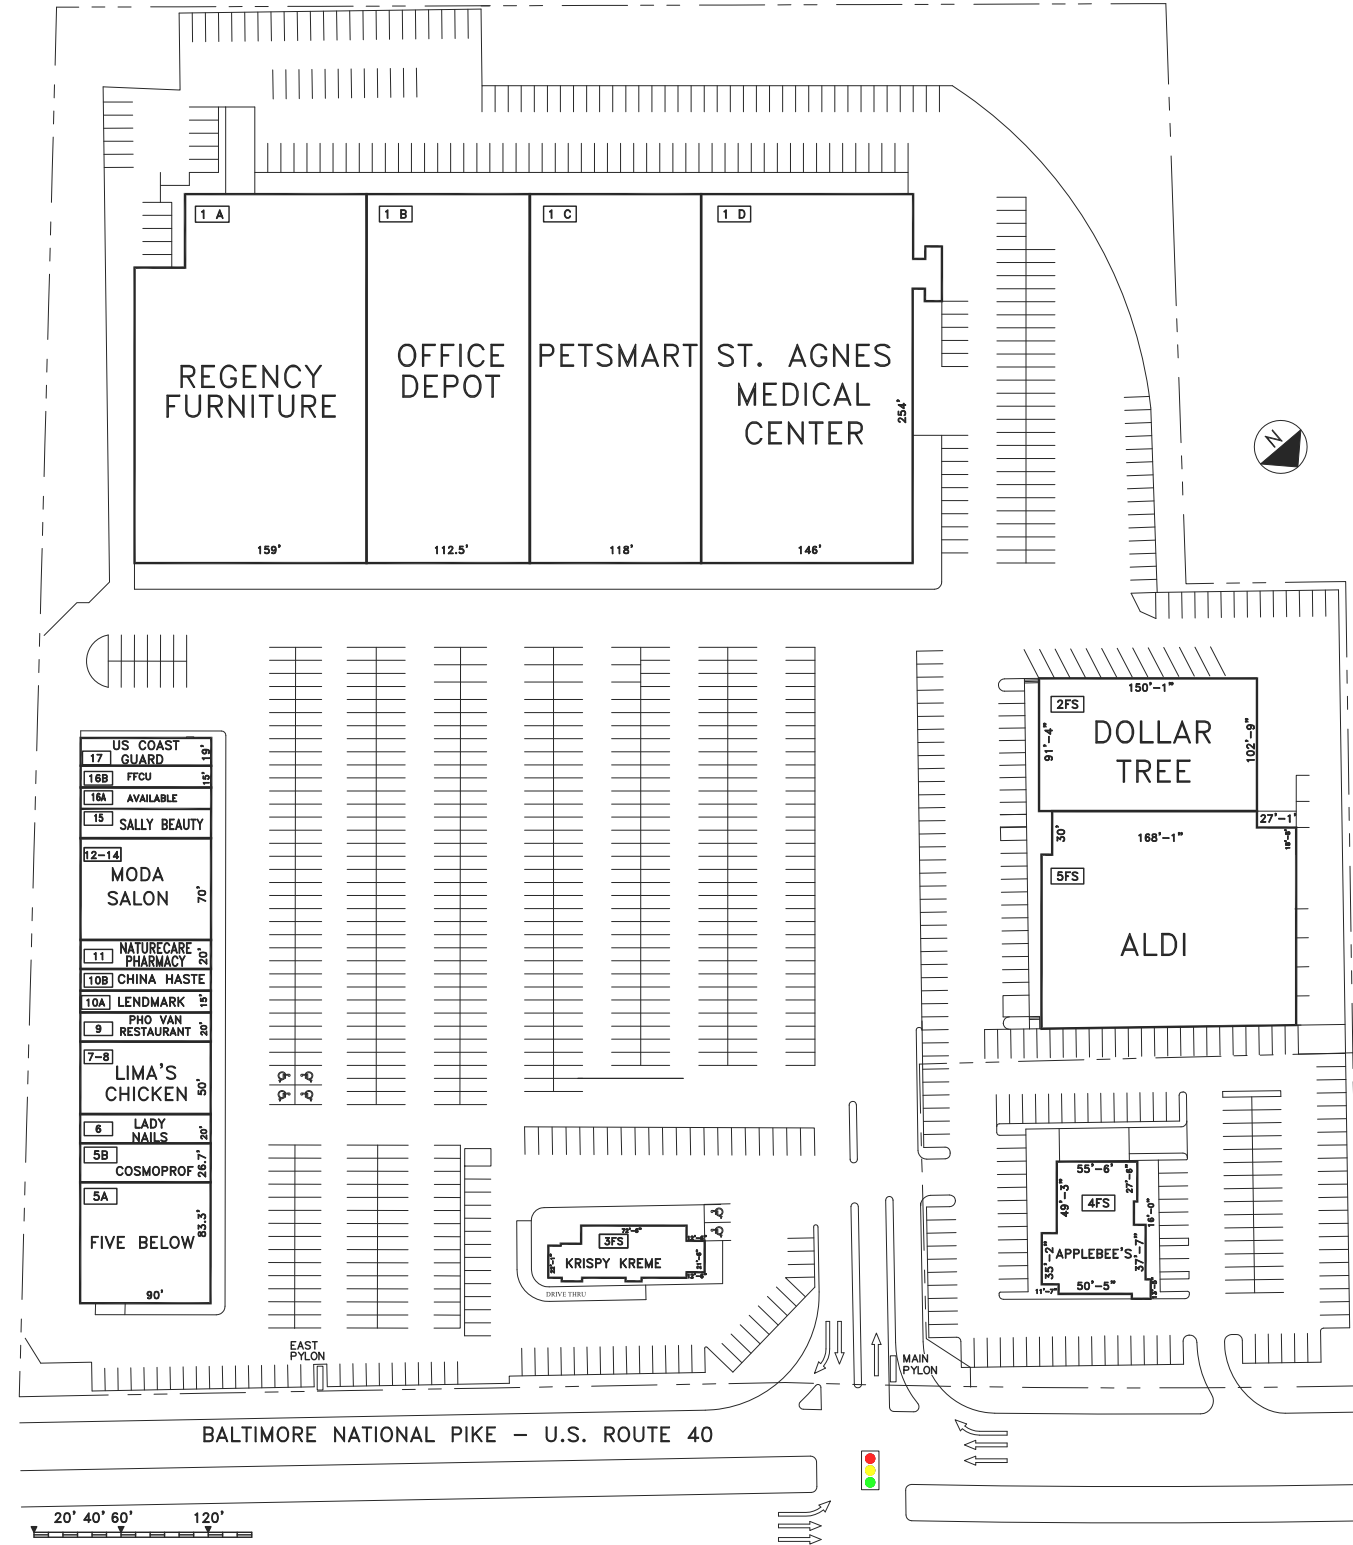 1 A
1 B
1 C
1 D
REGENCY
FURNITURE
OFFICE
DEPOT
PETSMART
ST. AGNES
MEDICAL
CENTER
254'
159'
112.5'
118'
146'
N
150'-1"
2FS
DOLLAR
TREE
91'-4"
102'-9"
27'-1'
30'
168'-1"
5FS
ALDI
US COAST
GUARD
17
19'
16B
FFCU
15'
16A
AVAILABLE
15
SALLY BEAUTY
12-14
MODA
SALON
70'
11
NATURECARE
PHARMACY
20'
10B
CHINA HASTE
10A
LENDMARK
15'
9
PHO VAN
RESTAURANT
20'
7-8
LIMA'S
CHICKEN
50'
6
LADY
NAILS
20'
5B
COSMOPROF
26.7'
5A
FIVE BELOW
83.3'
90'
3FS
KRISPY KREME
DRIVE THRU
55'-6'
27'-6"
49'-3"
4FS
16'-0"
APPLEBEE'S
35'-2"
37'-7"
50'-5"
11'-7"
EAST
PYLON
MAIN
PYLON
BALTIMORE NATIONAL PIKE - U.S. ROUTE 40
20' 40' 60' 120'